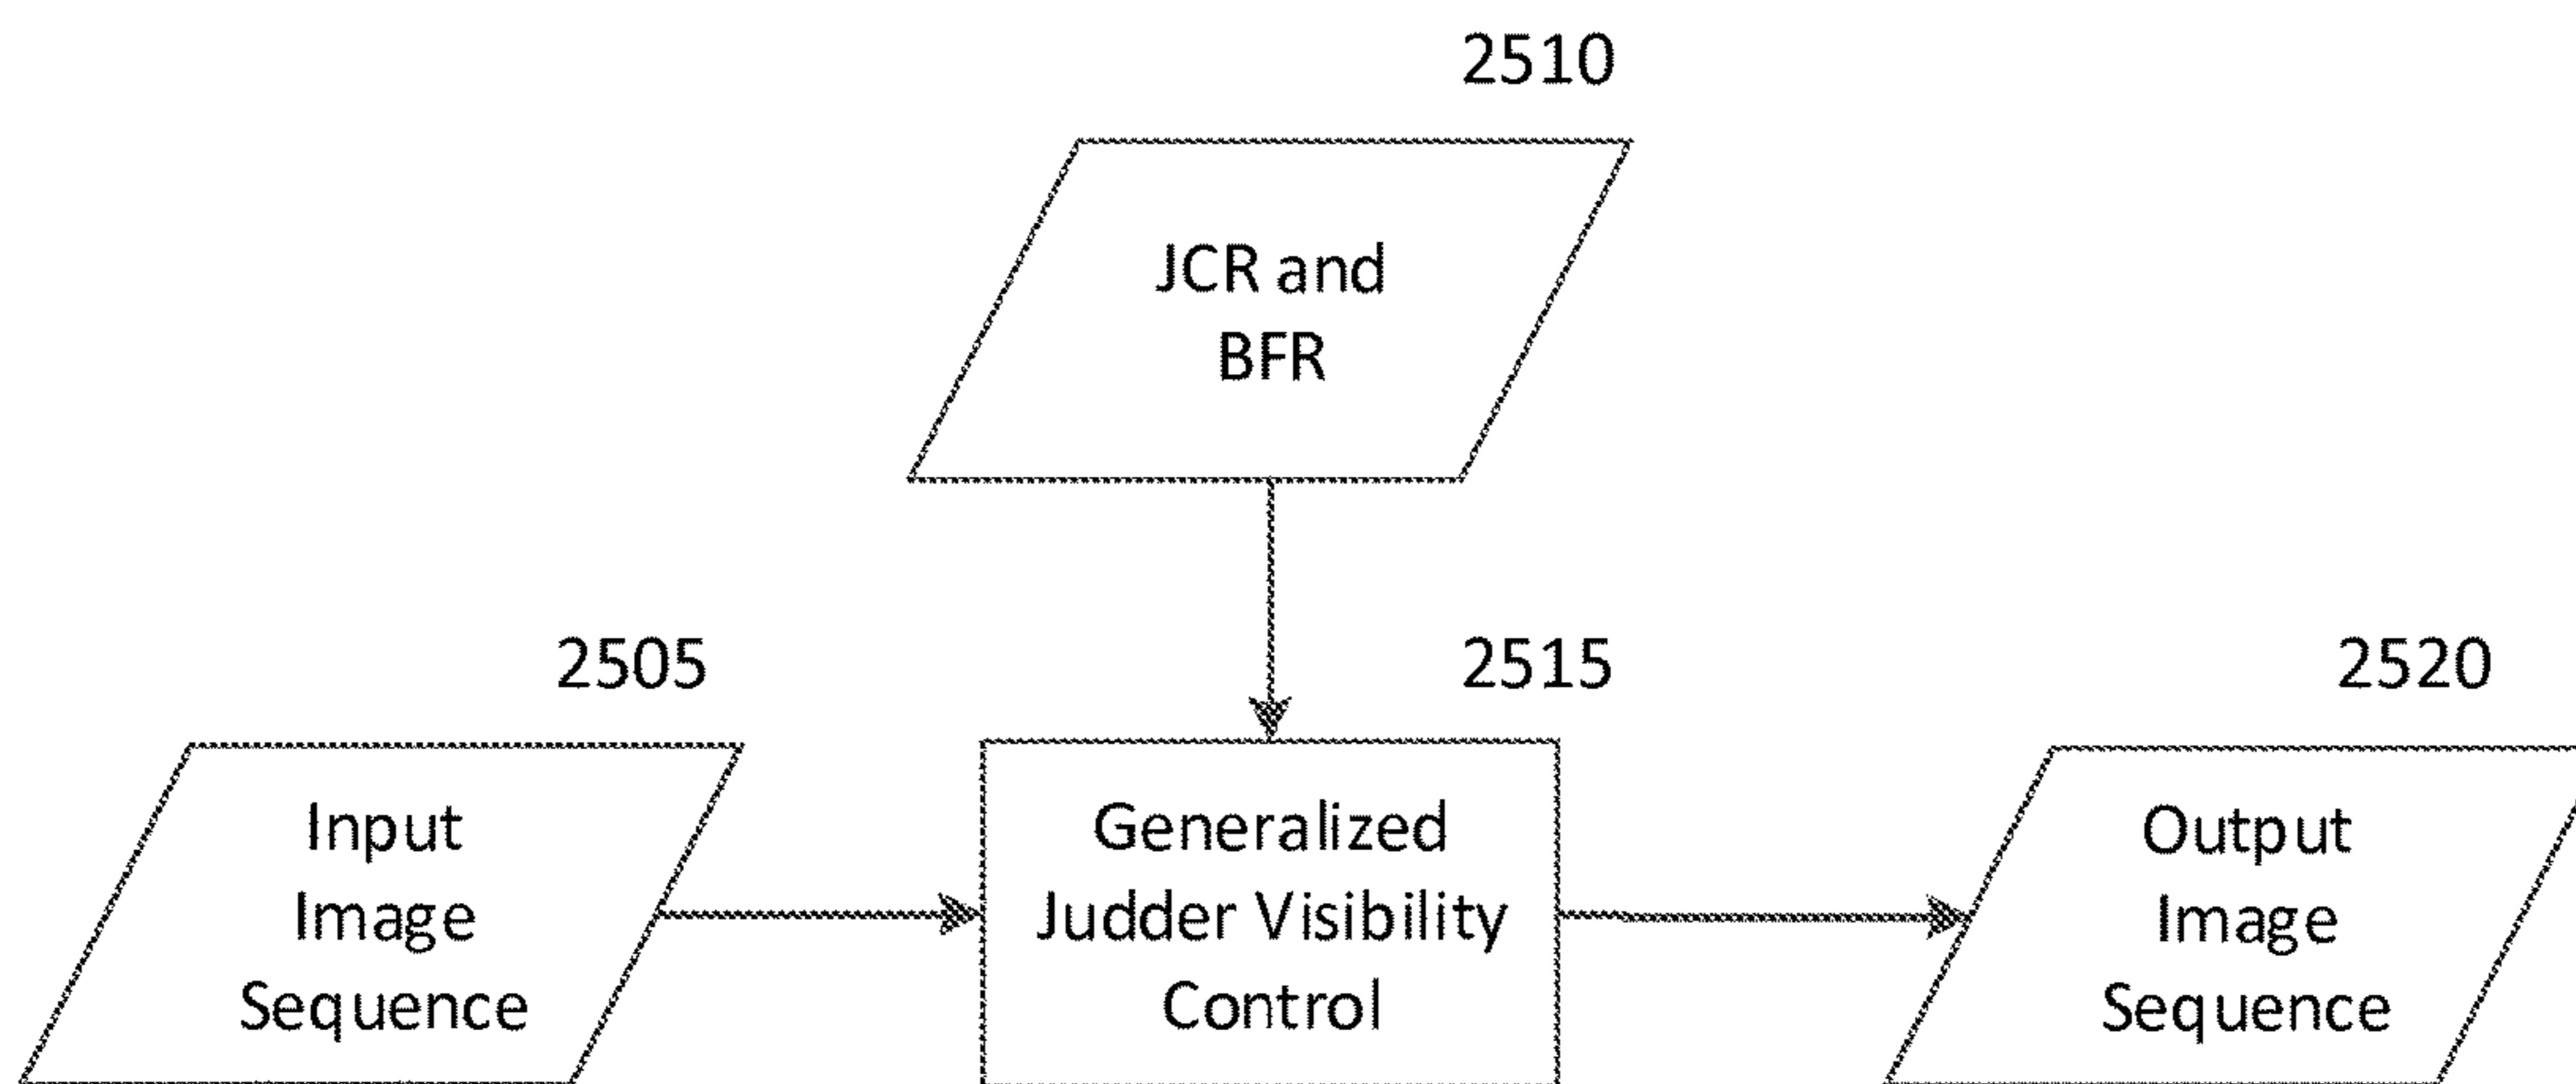 2510
JCR and
BFR
2505
2515
2520
Input
Image
Sequence
Generalized
Judder Visibility
Control
Output
Image
Sequence